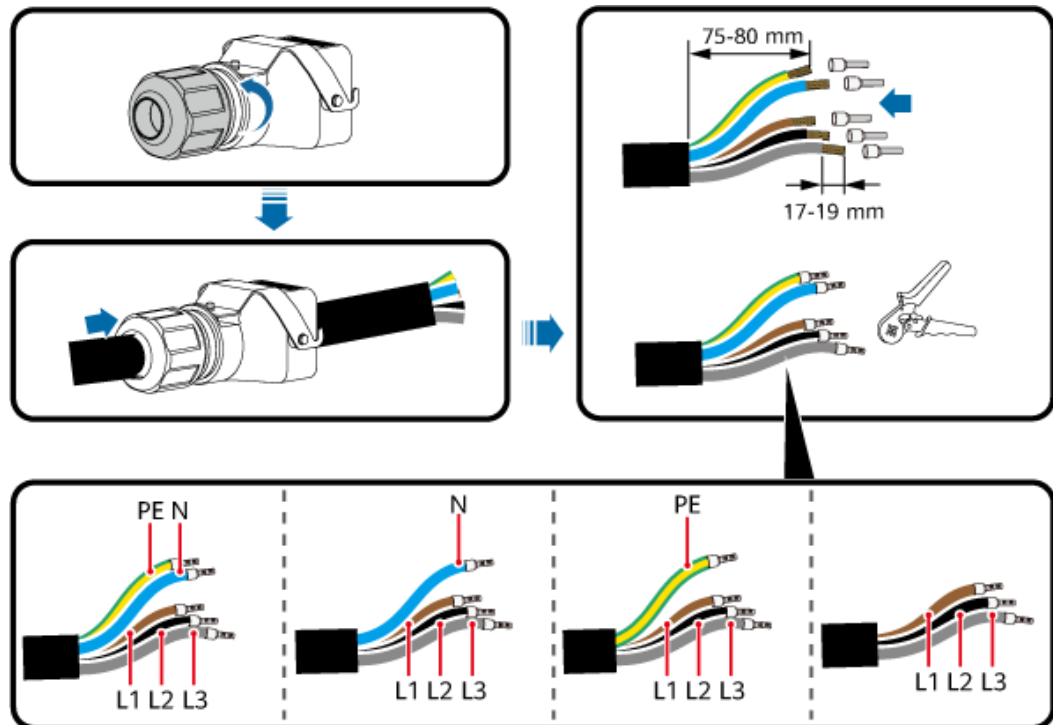 75-80 mm
17-19 mm
PE N
L1 L2 L3
N
L1 L2 L3
PE
L1 L2 L3
L1 L2 L3